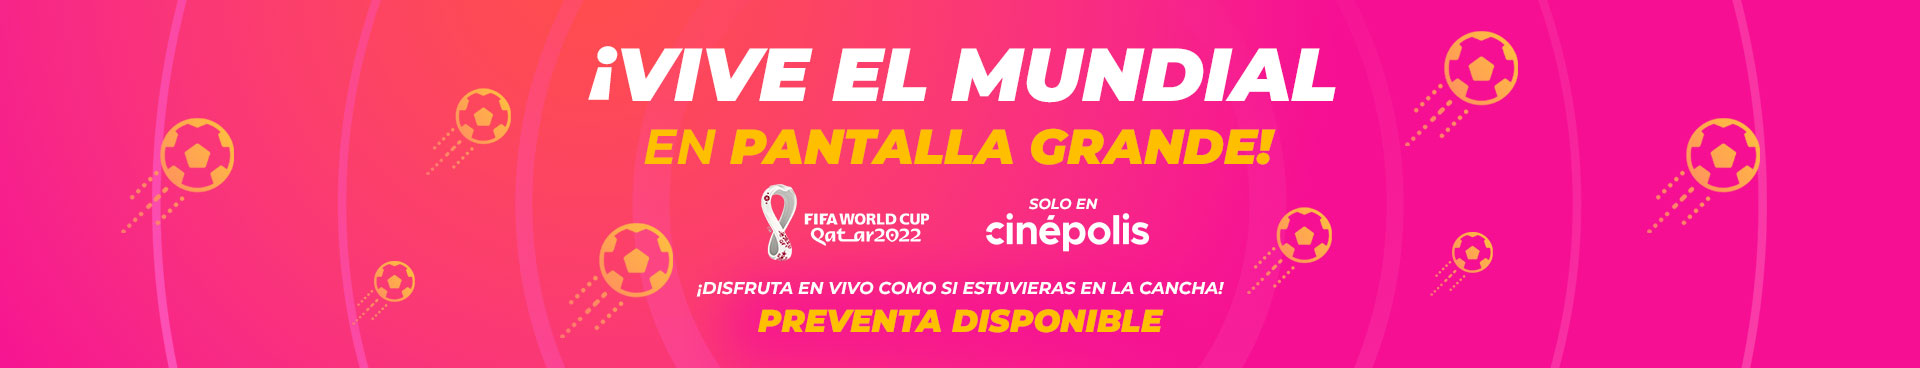 ¡VIVE EL MUNDIAL
EN PANTALLA GRANDE!
FIFA WORLD CUP
Qatar2022
SOLO EN
cinépolis
¡DISFRUTA EN VIVO COMO SI ESTUVIERAS EN LA CANCHA!
PREVENTA DISPONIBLE